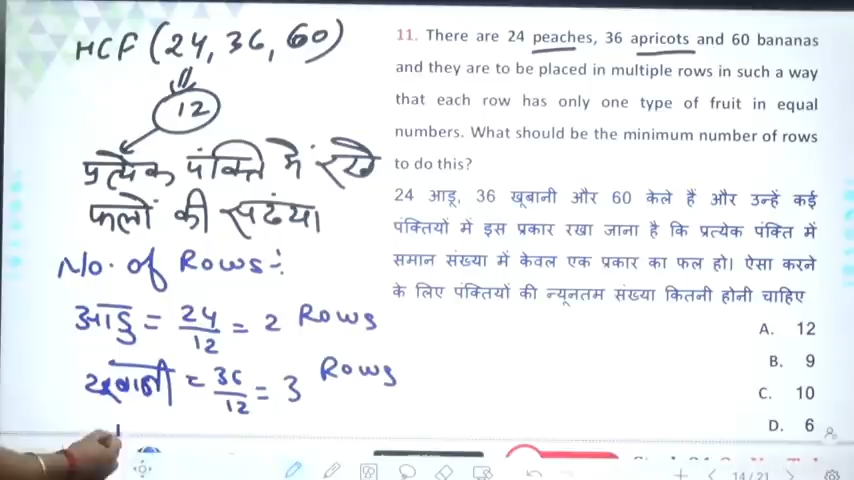 HCF (24, 36, 60)
12
प्रत्येक पंक्ति में रखे
फलों की सढंया
No. of Rows :-
आडु = 24/12 = 2 Rows
खुबानी = 36/12 = 3 Rows
11. There are 24 peaches, 36 apricots and 60 bananas
and they are to be placed in multiple rows in such a way
that each row has only one type of fruit in equal
numbers. What should be the minimum number of rows
to do this?
24 आडू, 36 खूबानी और 60 केले हैं और उन्हें कई
पंक्तियों में इस प्रकार रखा जाना है कि प्रत्येक पंक्ति में
समान संख्या में केवल एक प्रकार का फल हो। ऐसा करने
के लिए पंक्तियों की न्यूनतम संख्या कितनी होनी चाहिए
A. 12
B. 9
C. 10
D. 6
14/21